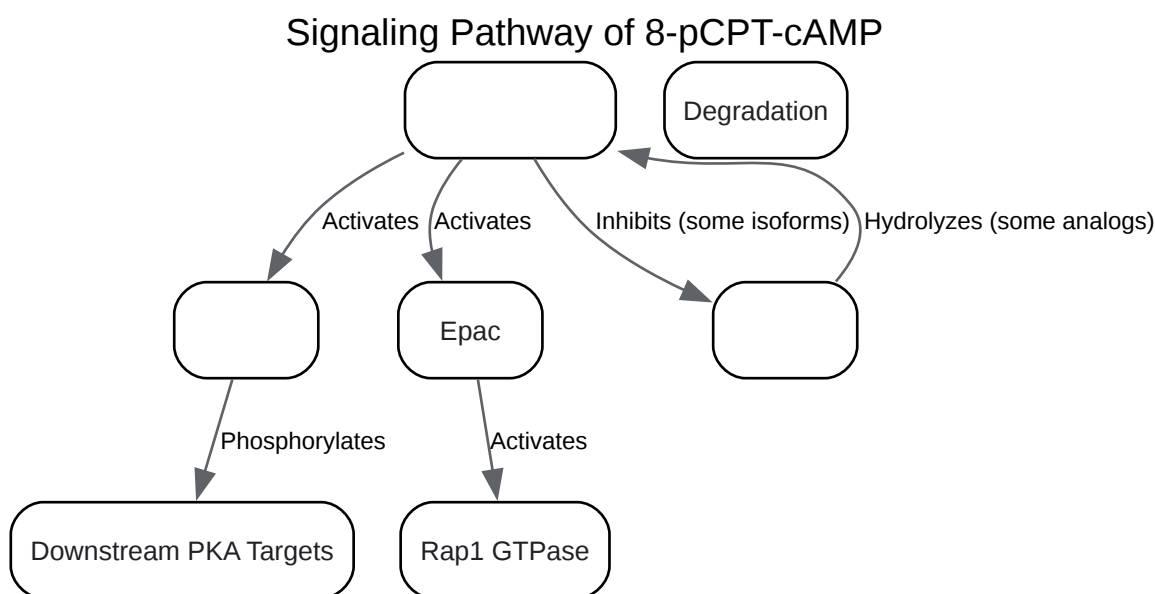 Signaling Pathway of 8-pCPT-cAMP
Degradation
Activates
Activates
Inhibits (some isoforms)
Hydrolyzes (some analogs)
Epac
Phosphorylates
Activates
Downstream PKA Targets
Rap1 GTPase